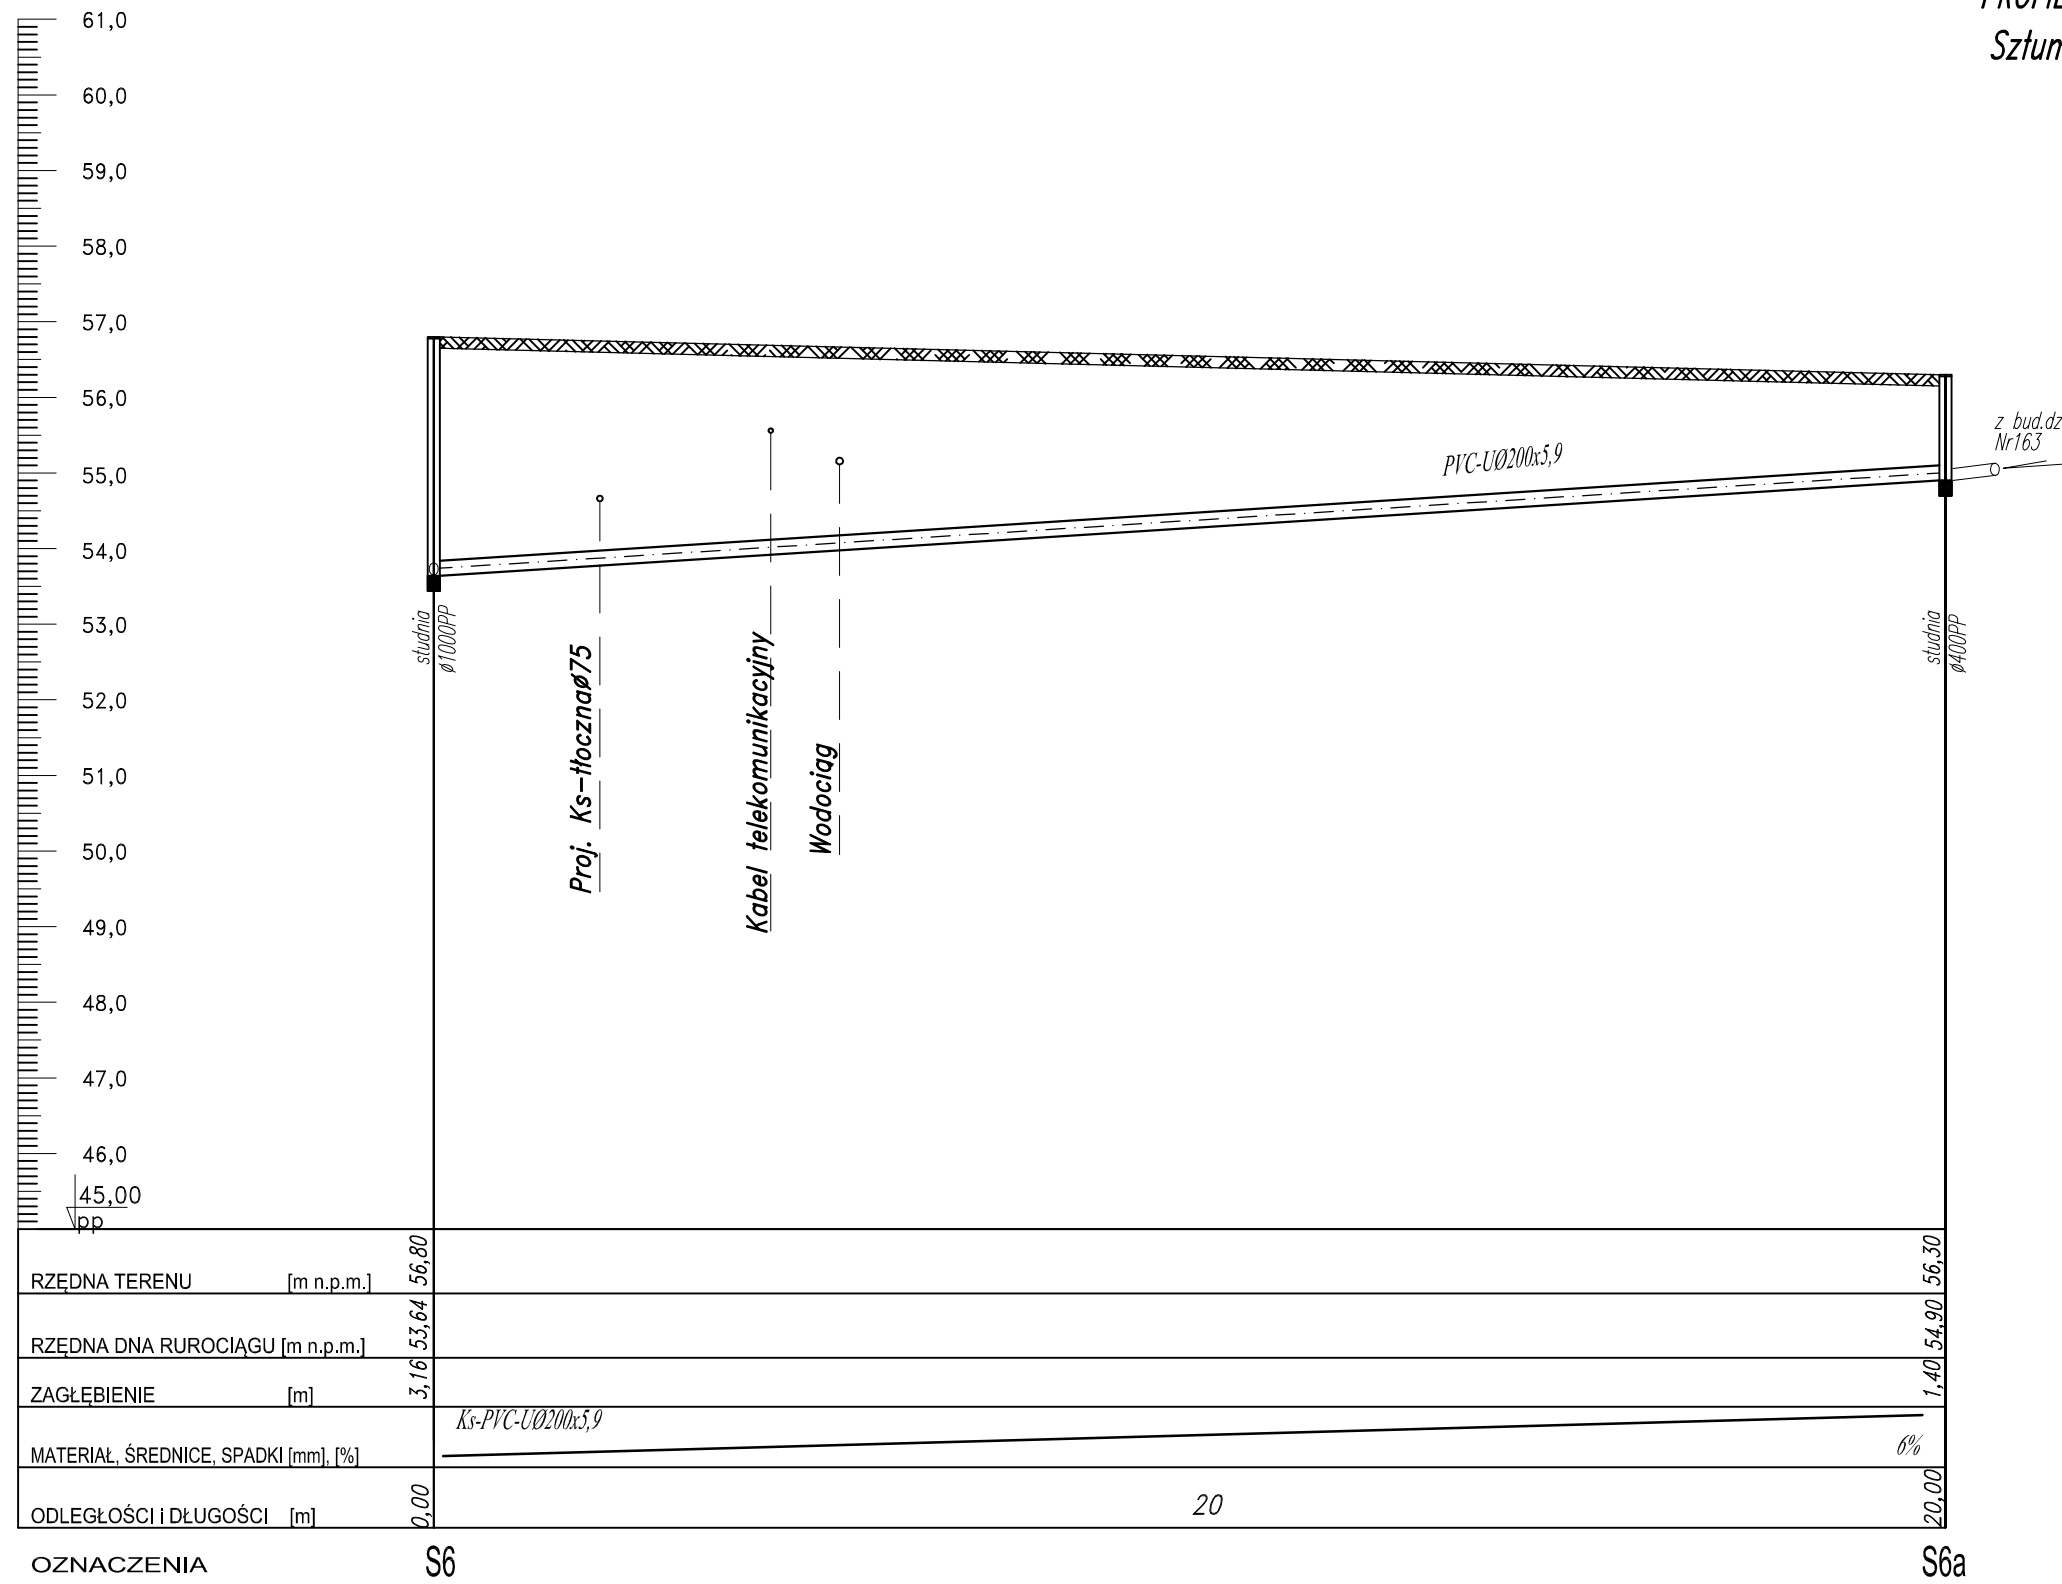 61,0
60,0
59,0
58,0
57,0
56,0
55,0
54,0
53,0
52,0
51,0
50,0
49,0
48,0
47,0
46,0
45,00
pp
Sztum
z bud.dz
Nr163
PVC-UØ200x5,9
studnia
ø1000PP
Proj. Ks-tłocznaø75
Kabel telekomunikacyjny
Wodociąg
studnia
ø400PP
RZĘDNA TERENU [m n.p.m.] 56,80 56,30
RZĘDNA DNA RUROCIĄGU [m n.p.m.] 53,64 54,90
ZAGŁĘBIENIE [m] 3,16 1,40
Ks-PVC-UØ200x5,9
MATERIAŁ, ŚREDNICE, SPADKI [mm], [%] 6%
ODLEGŁOŚCI i DŁUGOŚCI [m] 0,00 20 20,00
OZNACZENIA S6 S6a